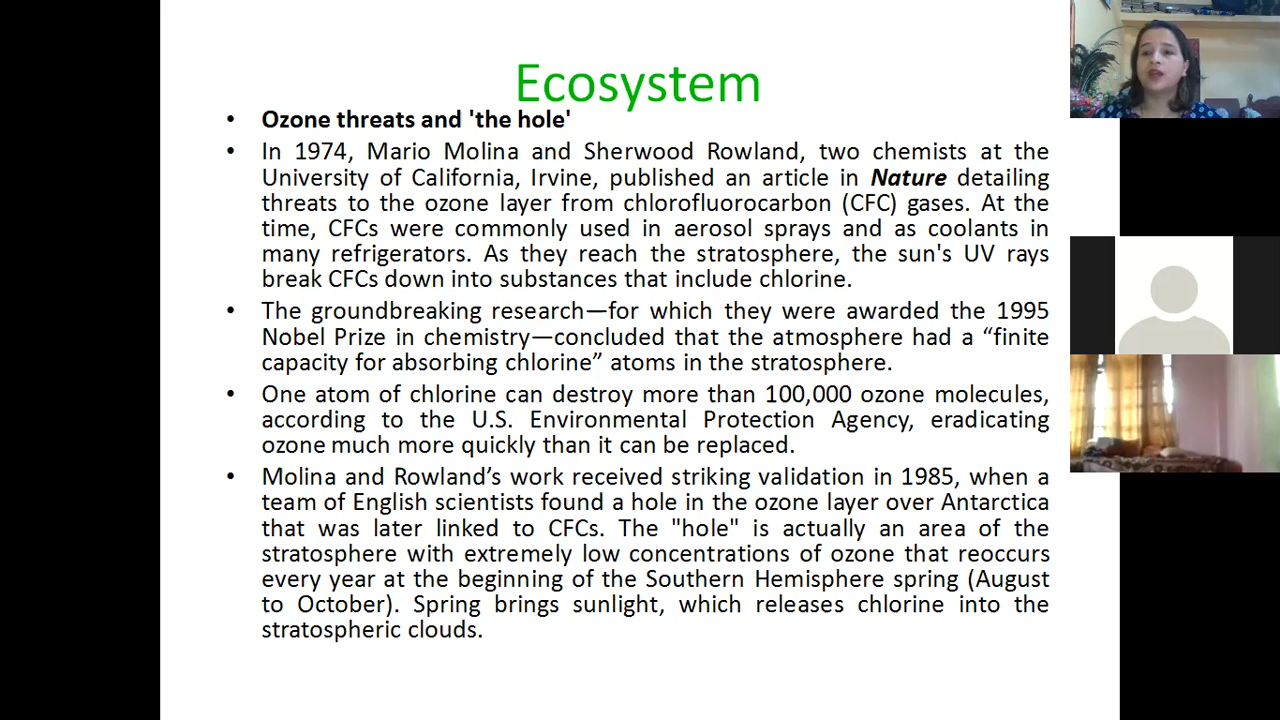 Ecosystem
• Ozone threats and 'the hole'
• In 1974, Mario Molina and Sherwood Rowland, two chemists at the
University of California, Irvine, published an article in Nature detailing
threats to the ozone layer from chlorofluorocarbon (CFC) gases. At the
time, CFCs were commonly used in aerosol sprays and as coolants in
many refrigerators. As they reach the stratosphere, the sun's UV rays
break CFCs down into substances that include chlorine.
• The groundbreaking research—for which they were awarded the 1995
Nobel Prize in chemistry—concluded that the atmosphere had a “finite
capacity for absorbing chlorine” atoms in the stratosphere.
• One atom of chlorine can destroy more than 100,000 ozone molecules,
according to the U.S. Environmental Protection Agency, eradicating
ozone much more quickly than it can be replaced.
• Molina and Rowland’s work received striking validation in 1985, when a
team of English scientists found a hole in the ozone layer over Antarctica
that was later linked to CFCs. The "hole" is actually an area of the
stratosphere with extremely low concentrations of ozone that reoccurs
every year at the beginning of the Southern Hemisphere spring (August
to October). Spring brings sunlight, which releases chlorine into the
stratospheric clouds.